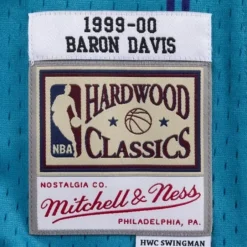 1999-00
BARON DAVIS
HARDWOOD
NBA
CLASSICS
NOSTALGIA CO.
Mitchell & Ness
PHILADELPHIA, PA.
HWC SWINGMAN